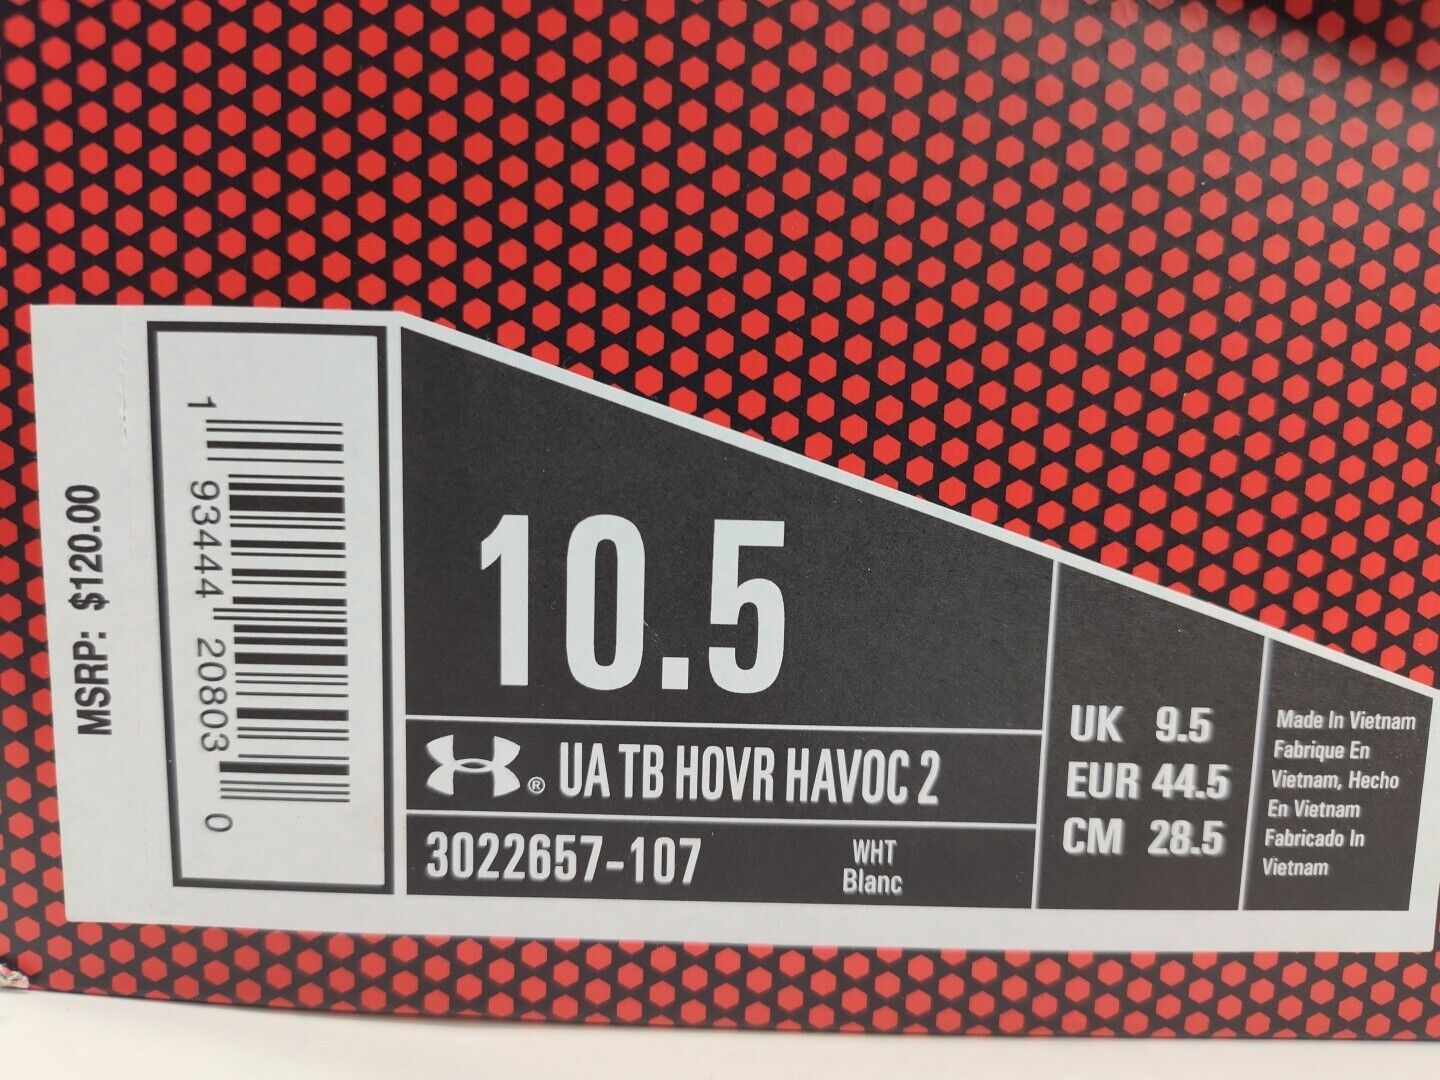 MSRP: $120.00
1 93444 20803 0
10.5
® UA TB HOVR HAVOC 2
3022657-107
WHT
Blanc
UK 9.5
EUR 44.5
CM 28.5
Made In Vietnam
Fabrique En
Vietnam, Hecho
En Vietnam
Fabricado In
Vietnam